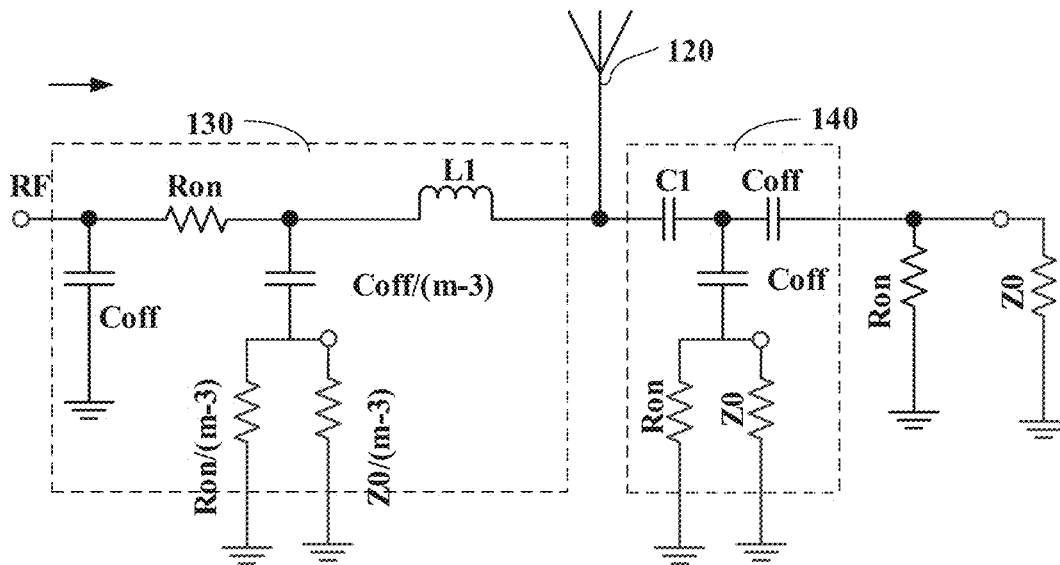 120
130
140
RF
Ron
L1
C1
Coff
Coff
Coff/(m-3)
Coff
Ron/(m-3)
Z0/(m-3)
Ron
Z0
Ron
Z0